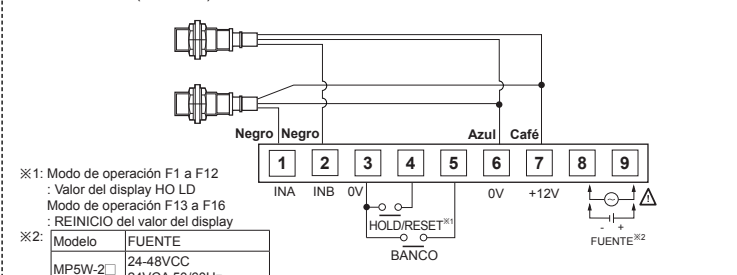 Negro Negro Azul Café
1 2 3 4 5 6 7 8 9
INA INB 0V 0V +12V
HOLD/RESET※1
BANCO
- +
FUENTE※2
※1: Modo de operación F1 a F12
: Valor del display HO LD
Modo de operación F13 a F16
: REINICIO del valor del display
※2:
Modelo FUENTE
MP5W-2□ 24-48VCC